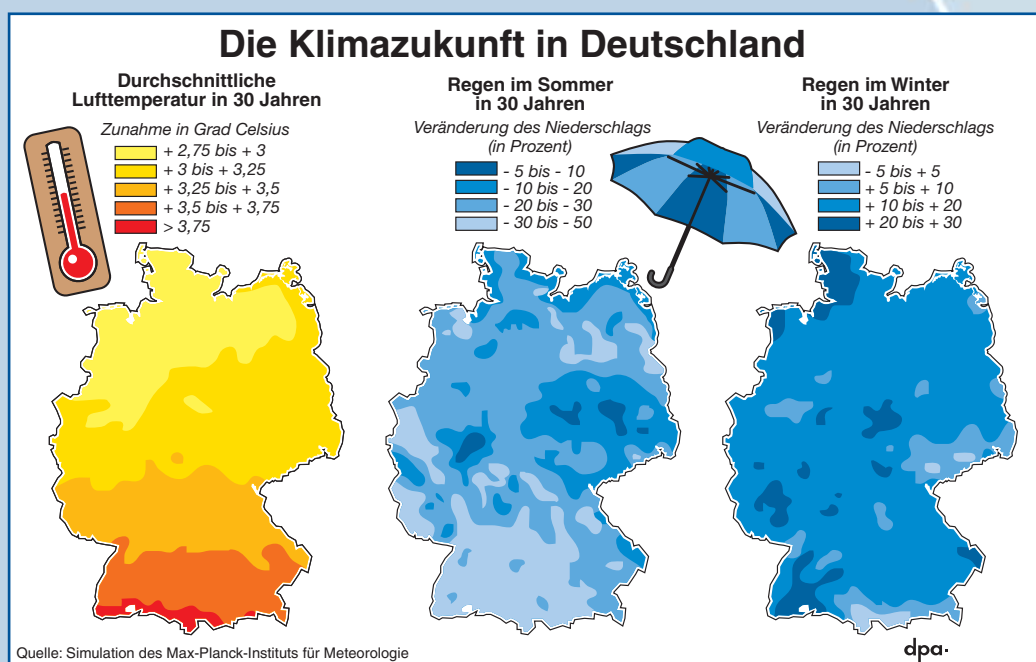 Die Klimazukunft in Deutschland
Durchschnittliche
Lufttemperatur in 30 Jahren
Zunahme in Grad Celsius
+ 2,75 bis + 3
+ 3 bis + 3,25
+ 3,25 bis + 3,5
+ 3,5 bis + 3,75
> 3,75
Regen im Sommer
in 30 Jahren
Veränderung des Niederschlags
(in Prozent)
- 5 bis - 10
- 10 bis - 20
- 20 bis - 30
- 30 bis - 50
Regen im Winter
in 30 Jahren
Veränderung des Niederschlags
(in Prozent)
- 5 bis + 5
+ 5 bis + 10
+ 10 bis + 20
+ 20 bis + 30
Quelle: Simulation des Max-Planck-Instituts für Meteorologie
dpa·